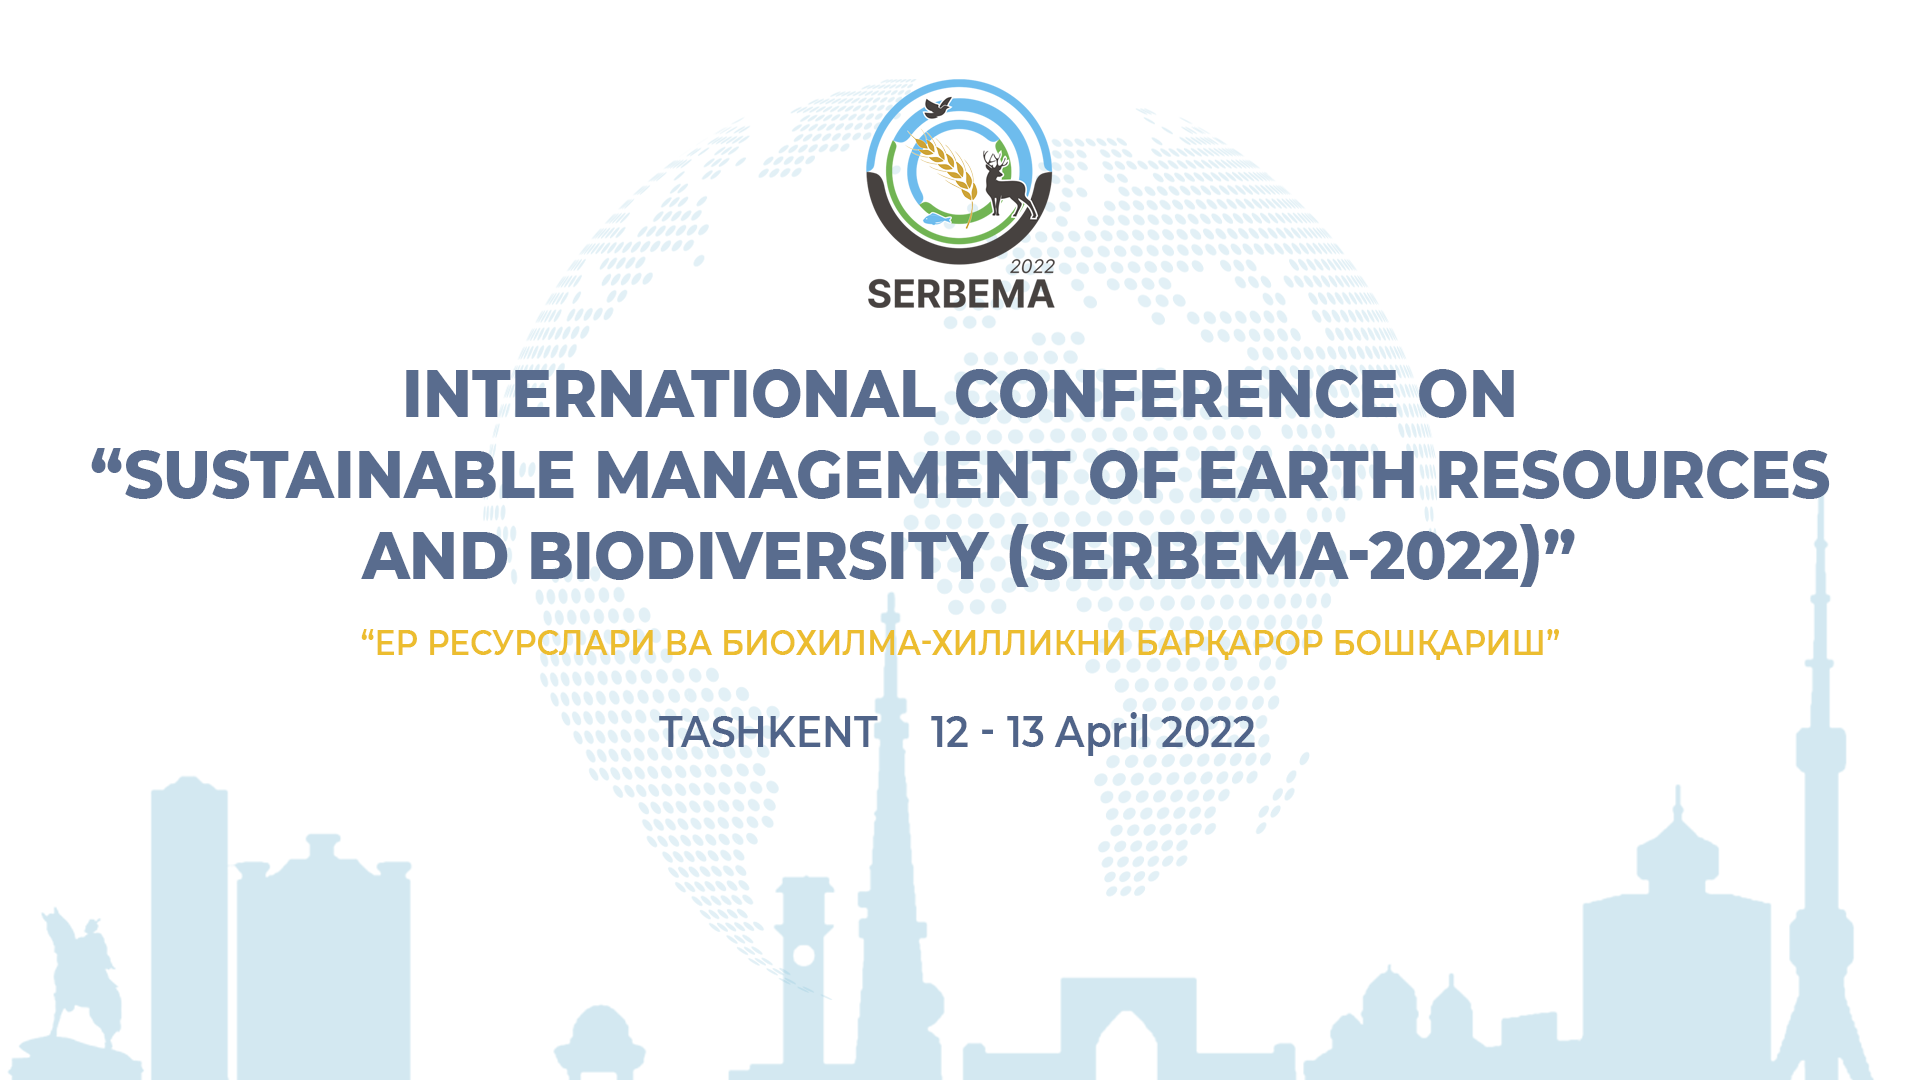 2022
SERBEMA
INTERNATIONAL CONFERENCE ON
“SUSTAINABLE MANAGEMENT OF EARTH RESOURCES
AND BIODIVERSITY (SERBEMA-2022)”
“ЕР РЕСУРСЛАРИ ВА БИОХИЛМА-ХИЛЛИКНИ БАРҚАРОР БОШҚАРИШ”
TASHKENT 12 - 13 April 2022